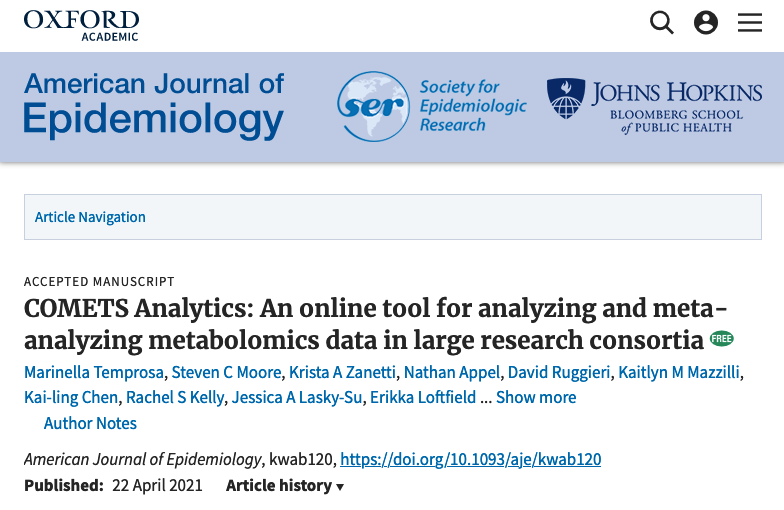 OXFORD
ACADEMIC
American Journal of
Epidemiology
ser
Society for
Epidemiologic
Research
JOHNS HOPKINS
BLOOMBERG SCHOOL
of PUBLIC HEALTH
Article Navigation
ACCEPTED MANUSCRIPT
COMETS Analytics: An online tool for analyzing and meta-
analyzing metabolomics data in large research consortia FREE
Marinella Temprosa, Steven C Moore, Krista A Zanetti, Nathan Appel, David Ruggieri, Kaitlyn M Mazzilli,
Kai-ling Chen, Rachel S Kelly, Jessica A Lasky-Su, Erikka Loftfield ... Show more
Author Notes
American Journal of Epidemiology, kwab120, https://doi.org/10.1093/aje/kwab120
Published: 22 April 2021 Article history ▾